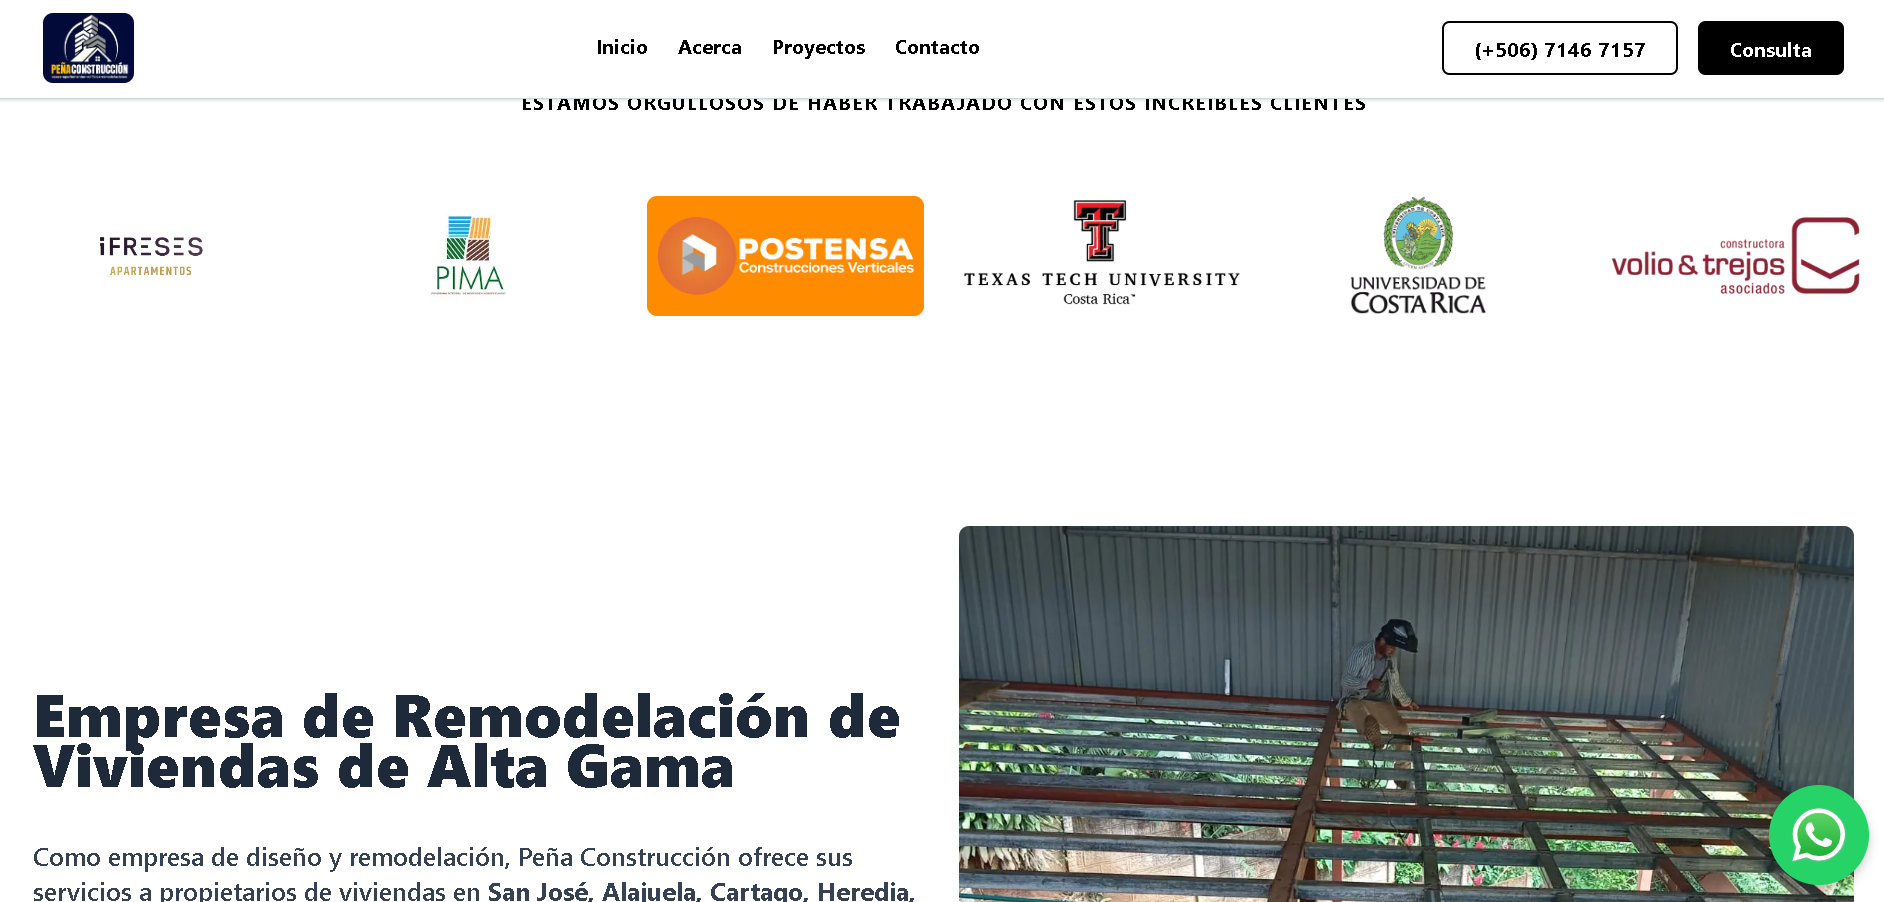 PEÑACONSTRUCCIÓN
Inicio
Acerca
Proyectos
Contacto
(+506) 7146 7157
Consulta
ESTAMOS ORGULLOSOS DE HABER TRABAJADO CON ESTOS INCREÍBLES CLIENTES
iFRESES
APARTAMENTOS
PIMA
POSTENSA
Construcciones Verticales
TEXAS TECH UNIVERSITY
Costa Rica™
UNIVERSIDAD DE
COSTA RICA
constructora
volio & trejos
asociados
Empresa de Remodelación de
Viviendas de Alta Gama
Como empresa de diseño y remodelación, Peña Construcción ofrece sus
servicios a propietarios de viviendas en San José, Alajuela, Cartago, Heredia,